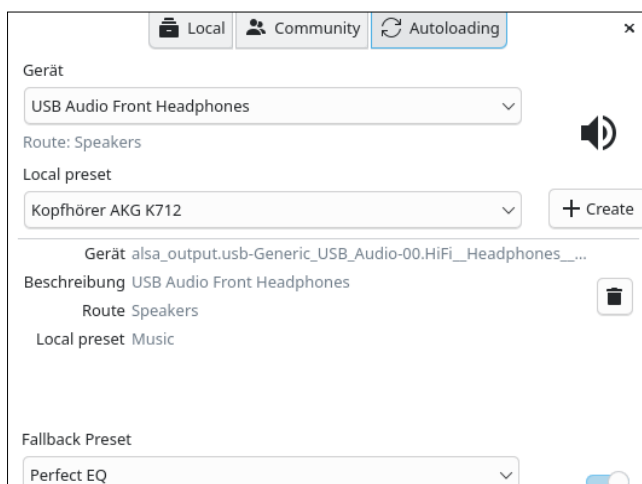 Local Community Autoloading
Gerät
USB Audio Front Headphones
Route: Speakers
Local preset
Kopfhörer AKG K712
Create
Gerät alsa_output.usb-Generic_USB_Audio-00.HiFi__Headphones__...
Beschreibung USB Audio Front Headphones
Route Speakers
Local preset Music
Fallback Preset
Perfect EQ